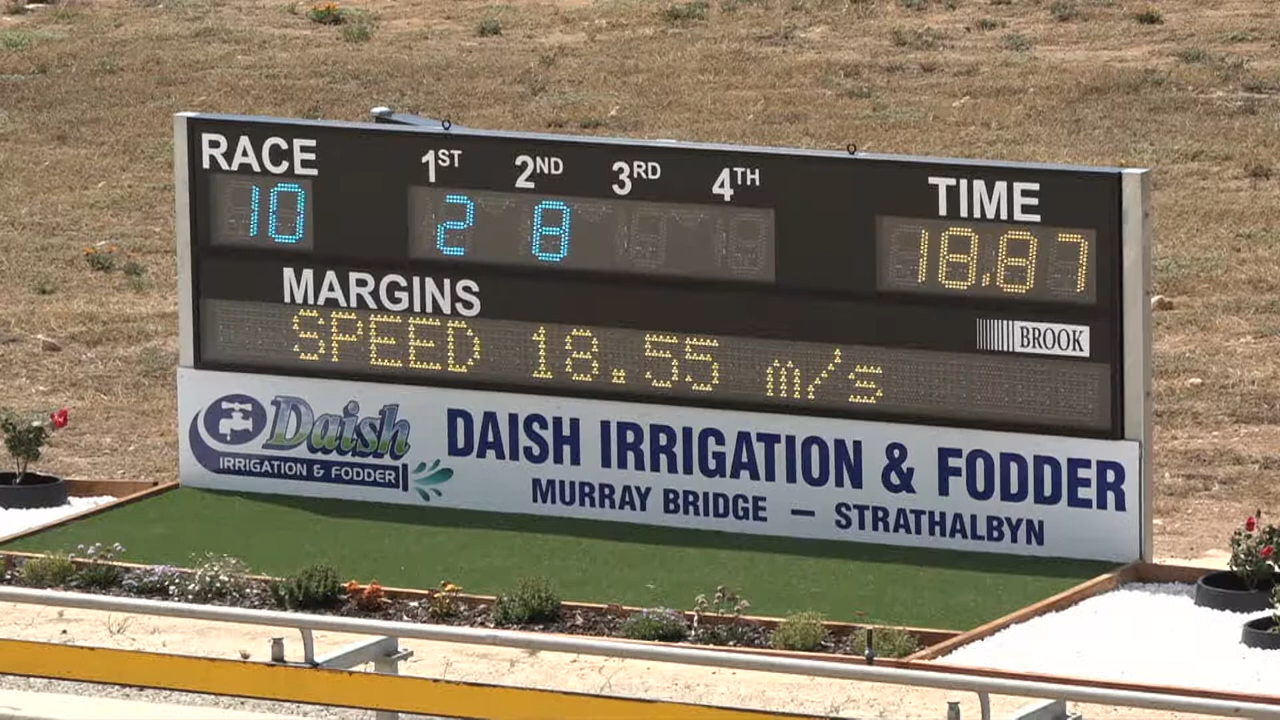 RACE 1ST 2ND 3RD 4TH TIME
10 2 8 18.87
MARGINS
SPEED 18.55 m/s
BROOK
Daish
IRRIGATION & FODDER
DAISH IRRIGATION & FODDER
MURRAY BRIDGE – STRATHALBYN